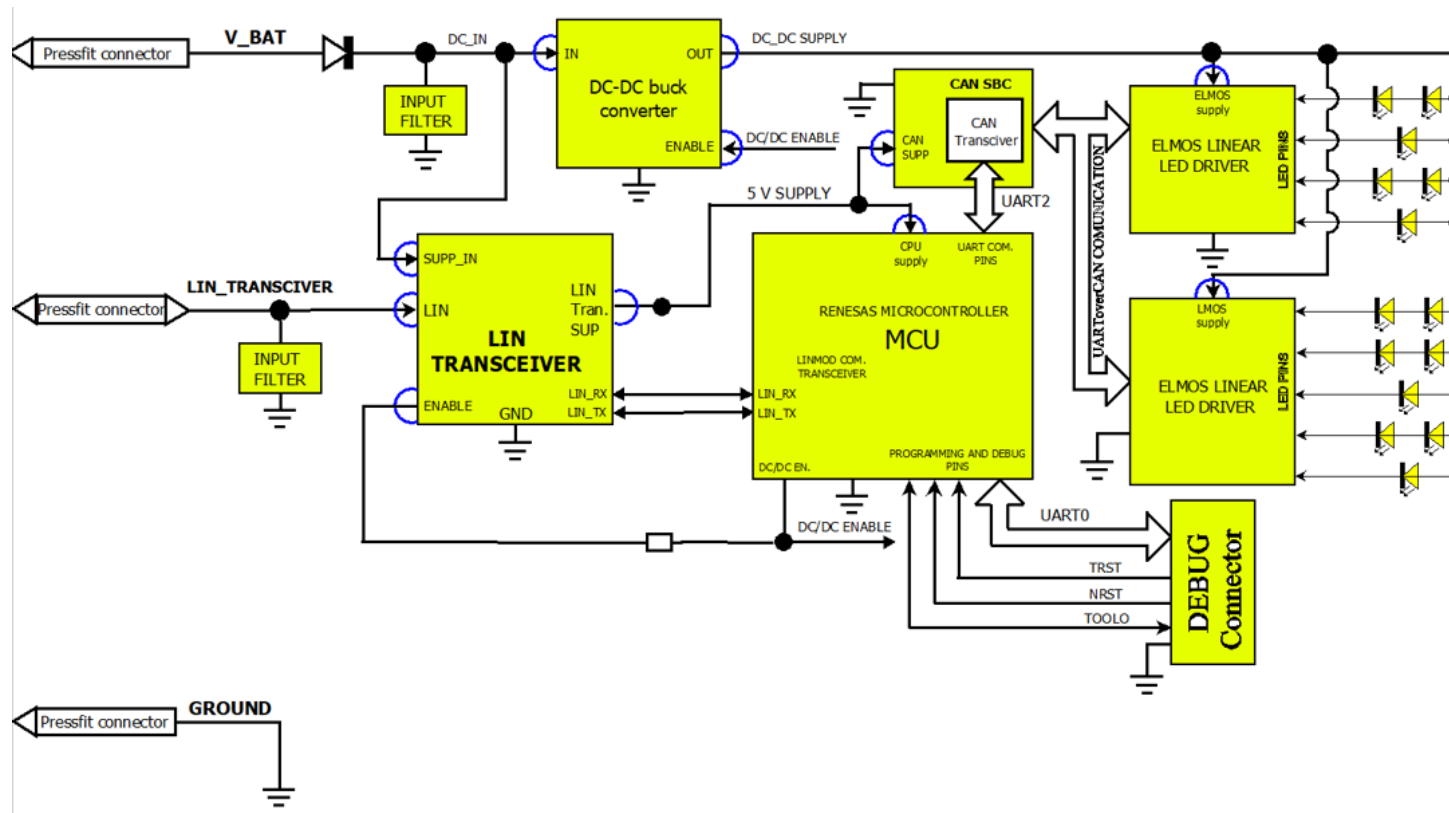 V_BAT
Pressfit connector
DC_IN
INPUT
FILTER
IN
OUT
DC-DC buck
converter
ENABLE
DC_DC SUPPLY
DC/DC ENABLE
CAN SBC
CAN
Transciver
CAN
SUPP
UART2
5 V SUPPLY
UARToverCAN COMUNICATION
ELMOS
supply
ELMOS LINEAR
LED DRIVER
LED PINS
LMOS
supply
ELMOS LINEAR
LED DRIVER
LED PINS
LIN_TRANSCIVER
Pressfit connector
INPUT
FILTER
SUPP_IN
LIN
LIN
Tran.
SUP
LIN
TRANSCEIVER
ENABLE
GND
LIN_RX
LIN_TX
CPU
supply
UART COM.
PINS
RENESAS MICROCONTROLLER
MCU
LINMOD COM.
TRANSCEIVER
LIN_RX
LIN_TX
DC/DC EN.
PROGRAMMING AND DEBUG
PINS
DC/DC ENABLE
UART0
TRST
NRST
TOOLO
DEBUG
Connector
GROUND
Pressfit connector